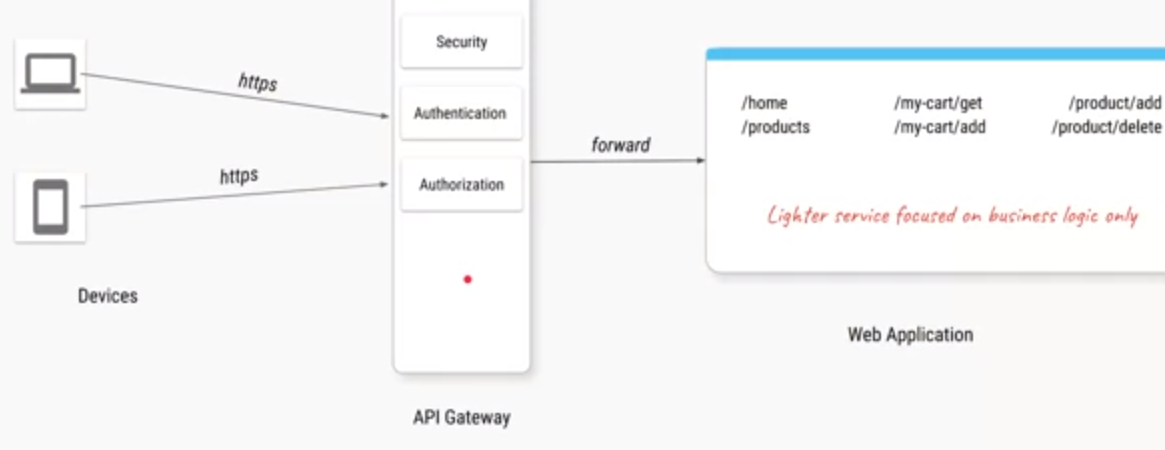 https
https
Devices
Security
Authentication
Authorization
API Gateway
forward
/home
/products
/my-cart/get
/my-cart/add
/product/add
/product/delete
Lighter service focused on business logic only
Web Application